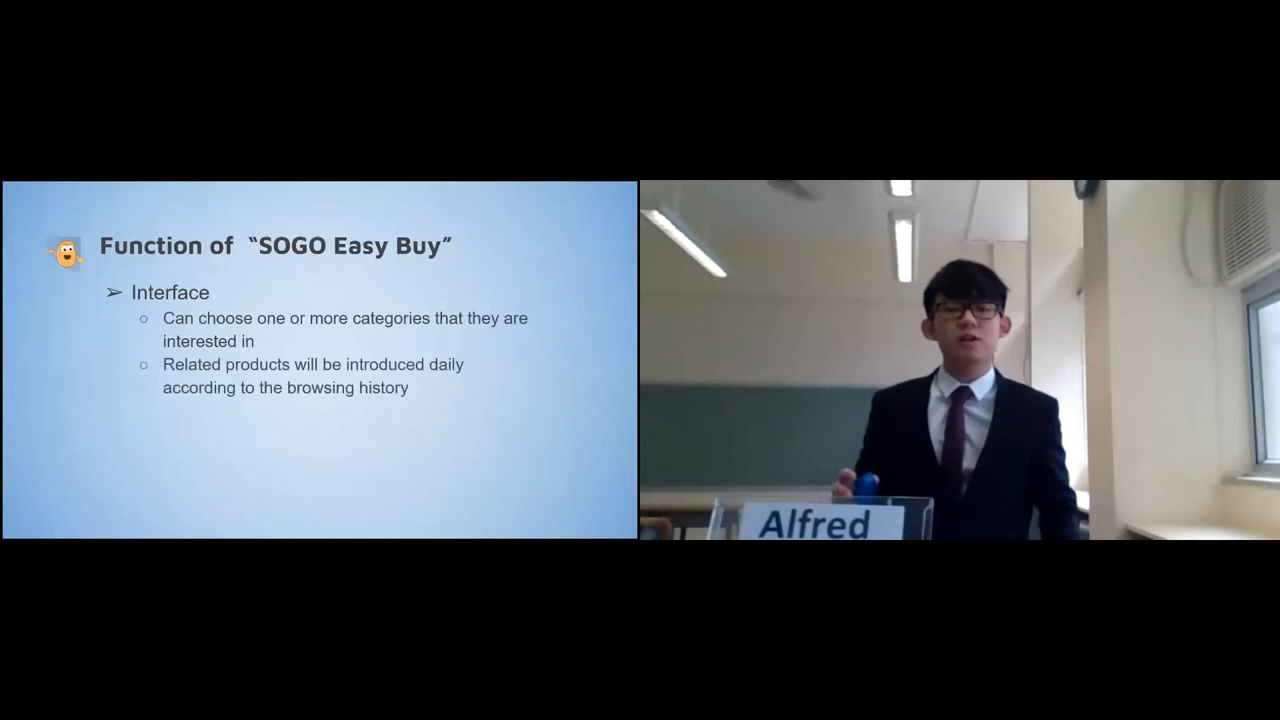 Function of “SOGO Easy Buy”
➢ Interface
○ Can choose one or more categories that they are
interested in
○ Related products will be introduced daily
according to the browsing history
Alfred